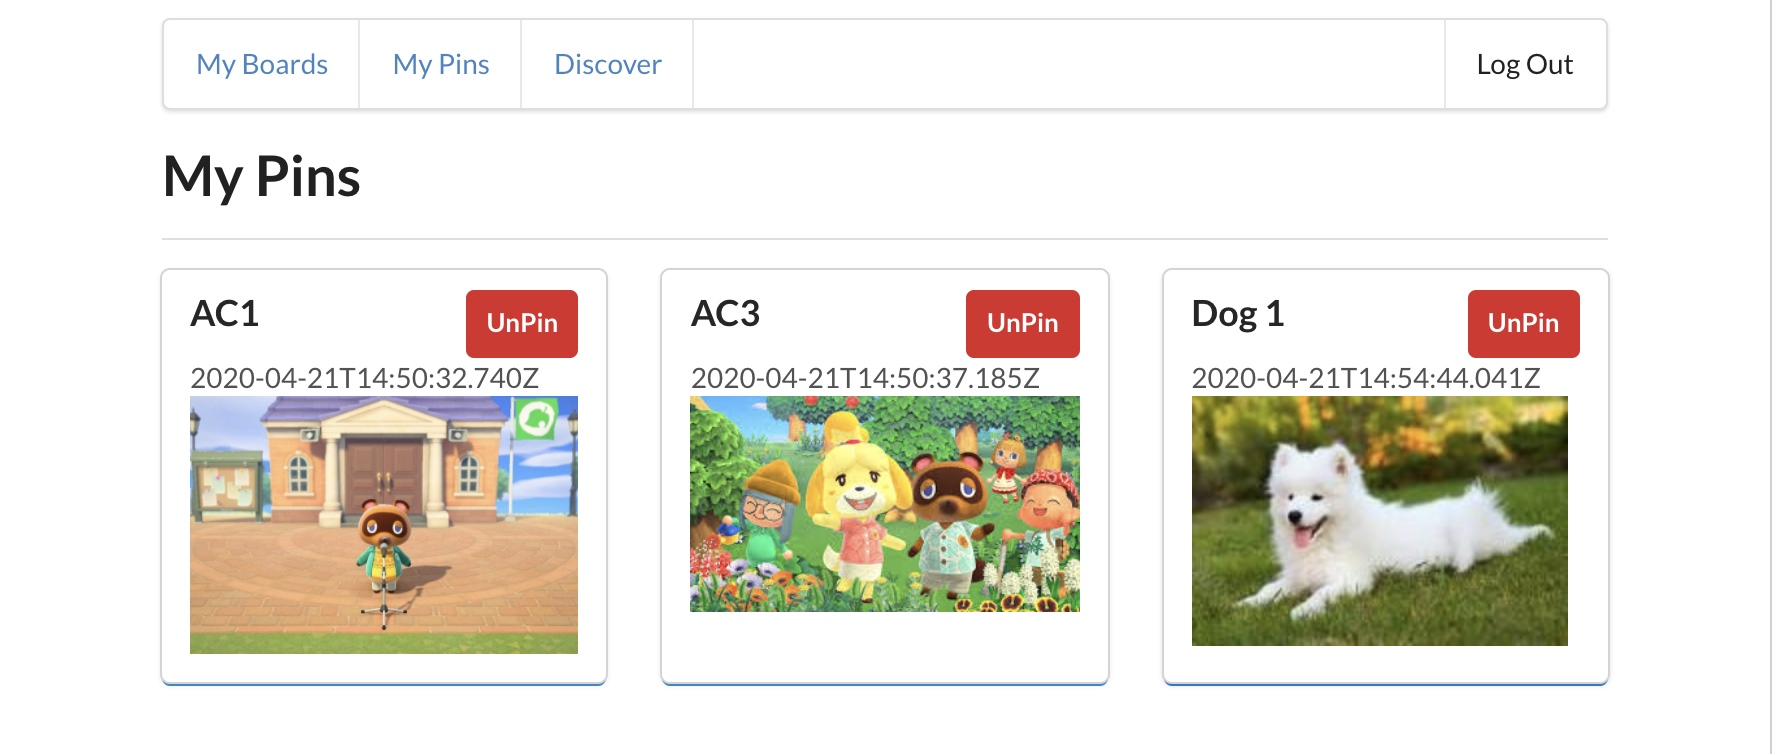 My Boards My Pins Discover Log Out
My Pins
AC1 UnPin
2020-04-21T14:50:32.740Z
AC3 UnPin
2020-04-21T14:50:37.185Z
Dog 1 UnPin
2020-04-21T14:54:44.041Z